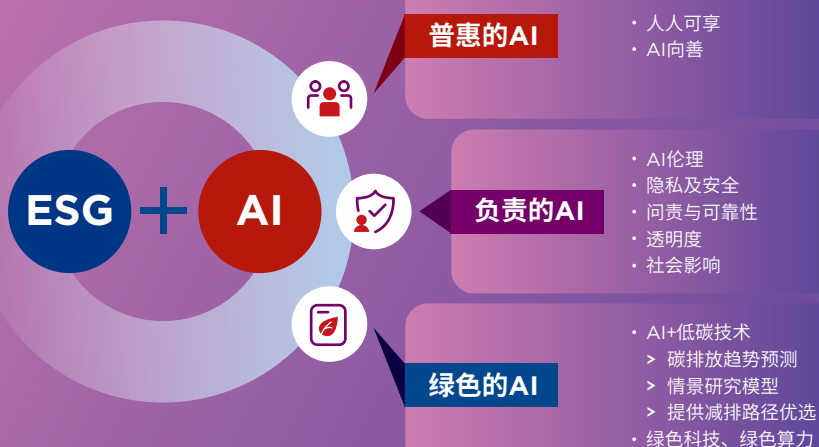 ESG + AI
普惠的AI
• 人人可享
• AI向善
负责的AI
• AI伦理
• 隐私及安全
• 问责与可靠性
• 透明度
• 社会影响
绿色的AI
• AI+低碳技术
> 碳排放趋势预测
> 情景研究模型
> 提供减排路径优选
• 绿色科技、绿色算力